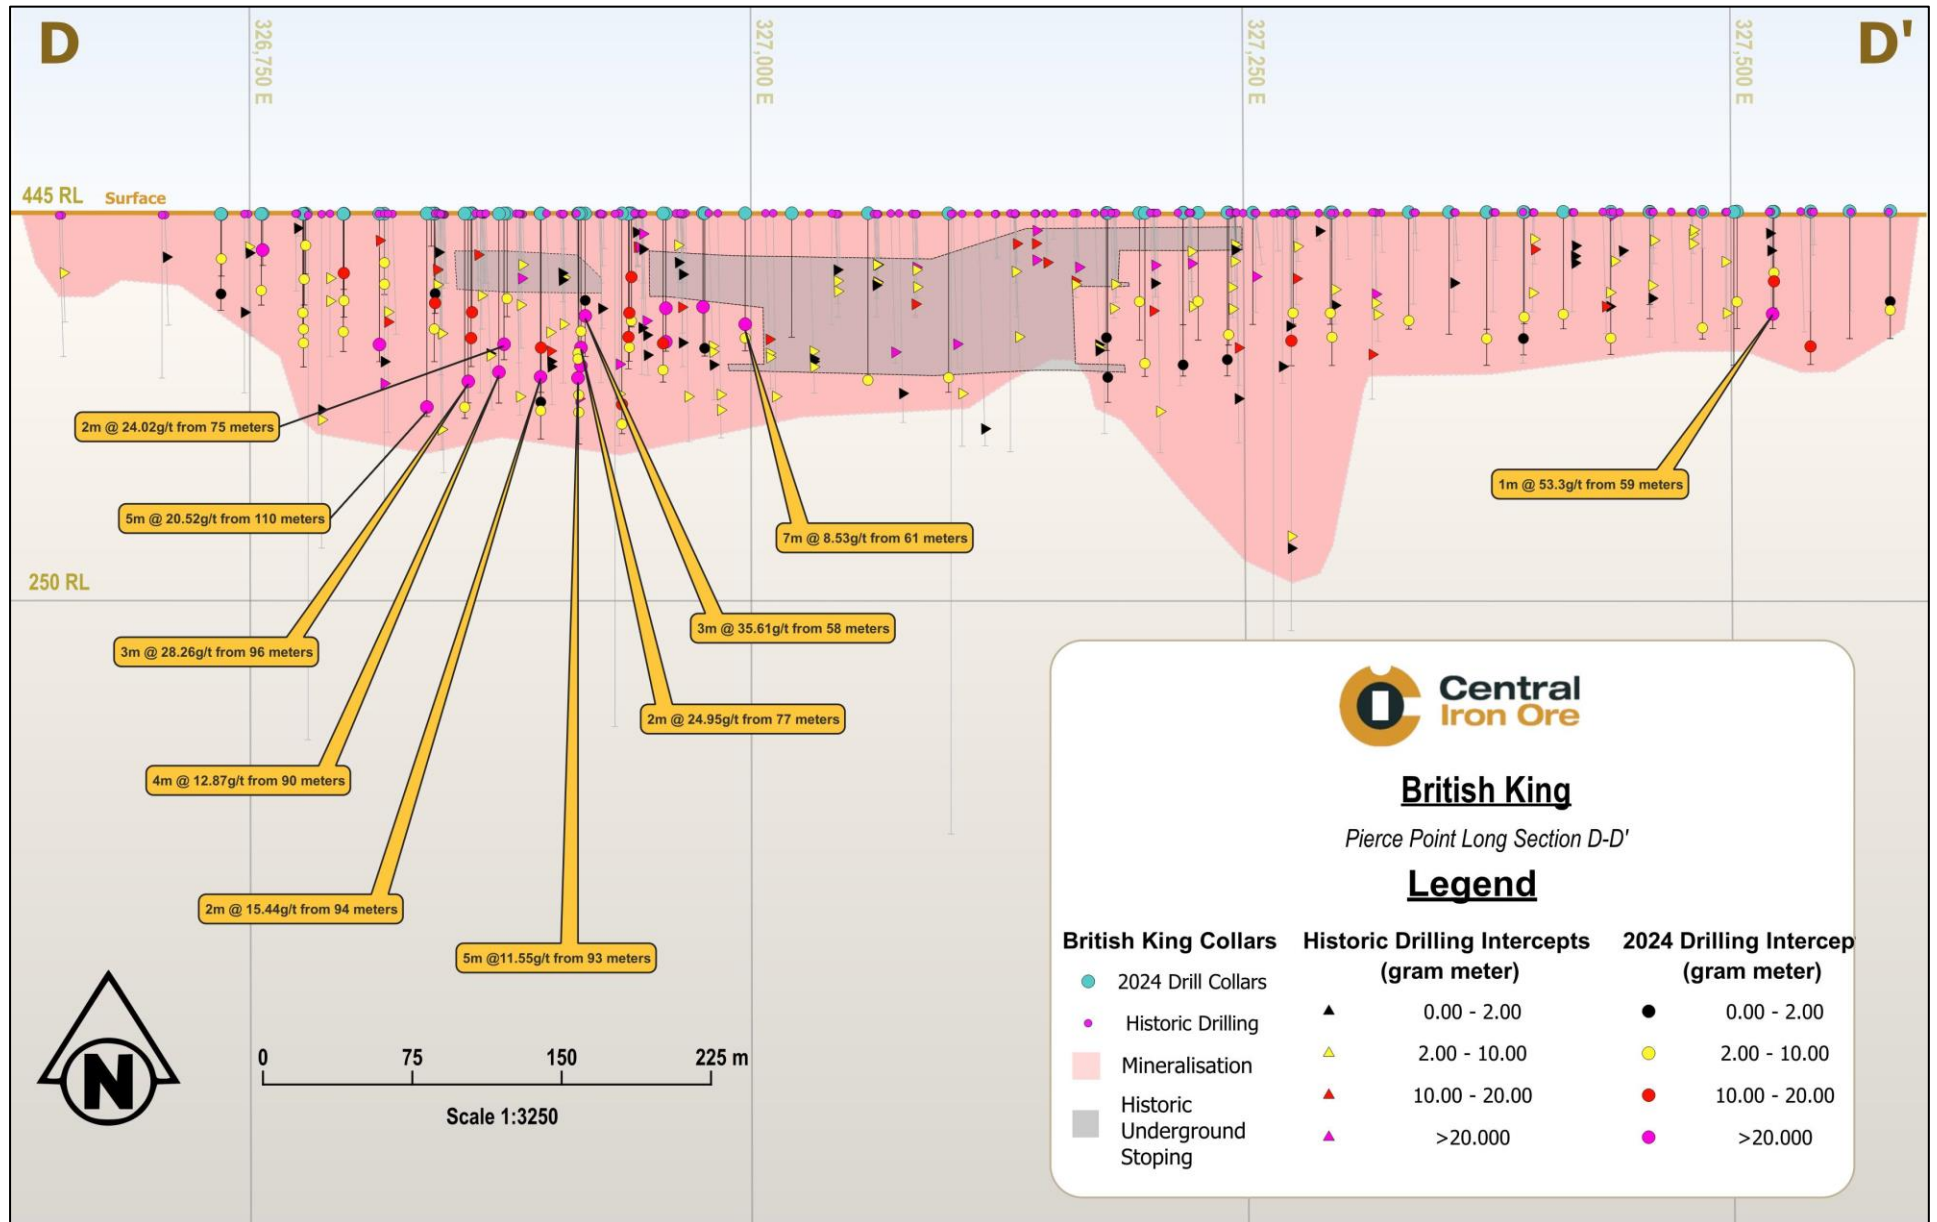 D
D'
326,750 E
327,000 E
327,250 E
327,500 E
445 RL
Surface
2m @ 24.02g/t from 75 meters
1m @ 53.3g/t from 59 meters
5m @ 20.52g/t from 110 meters
7m @ 8.53g/t from 61 meters
250 RL
3m @ 35.61g/t from 58 meters
3m @ 28.26g/t from 96 meters
2m @ 24.95g/t from 77 meters
4m @ 12.87g/t from 90 meters
2m @ 15.44g/t from 94 meters
5m @11.55g/t from 93 meters
N
0 75 150 225 m
Scale 1:3250
Central
Iron Ore
British King
Pierce Point Long Section D-D'
Legend
British King Collars
2024 Drill Collars
Historic Drilling
Mineralisation
Historic
Underground
Stoping
Historic Drilling Intercepts
(gram meter)
0.00 - 2.00
2.00 - 10.00
10.00 - 20.00
>20.000
2024 Drilling Intercep
(gram meter)
0.00 - 2.00
2.00 - 10.00
10.00 - 20.00
>20.000